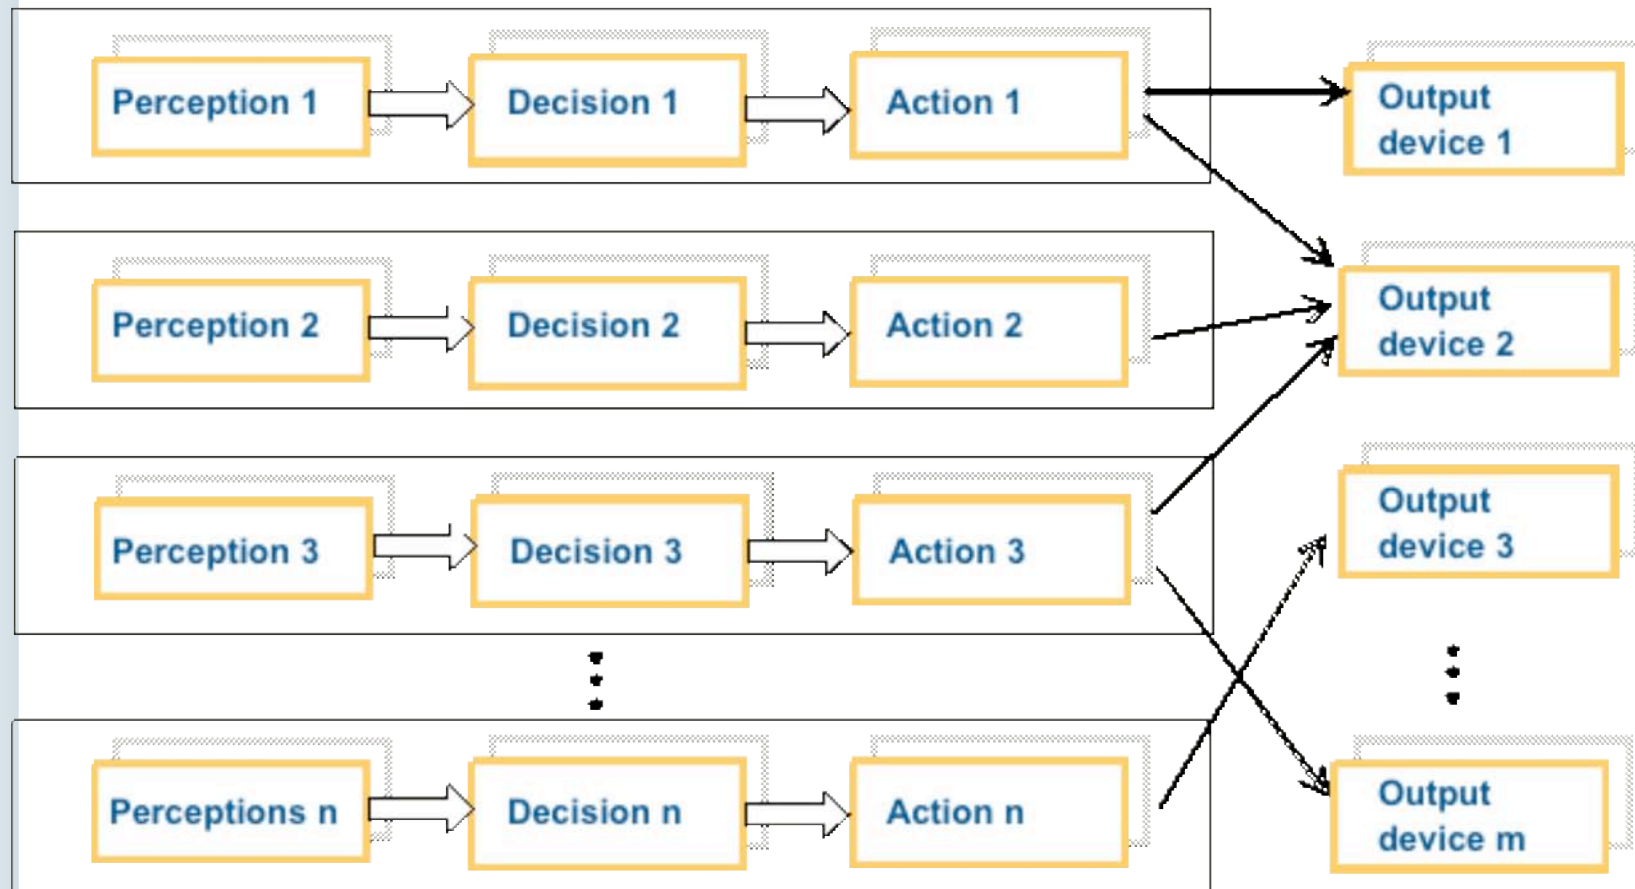 Perception 1
Decision 1
Action 1
Output
device 1
Perception 2
Decision 2
Action 2
Output
device 2
Perception 3
Decision 3
Action 3
Output
device 3
Perceptions n
Decision n
Action n
Output
device m